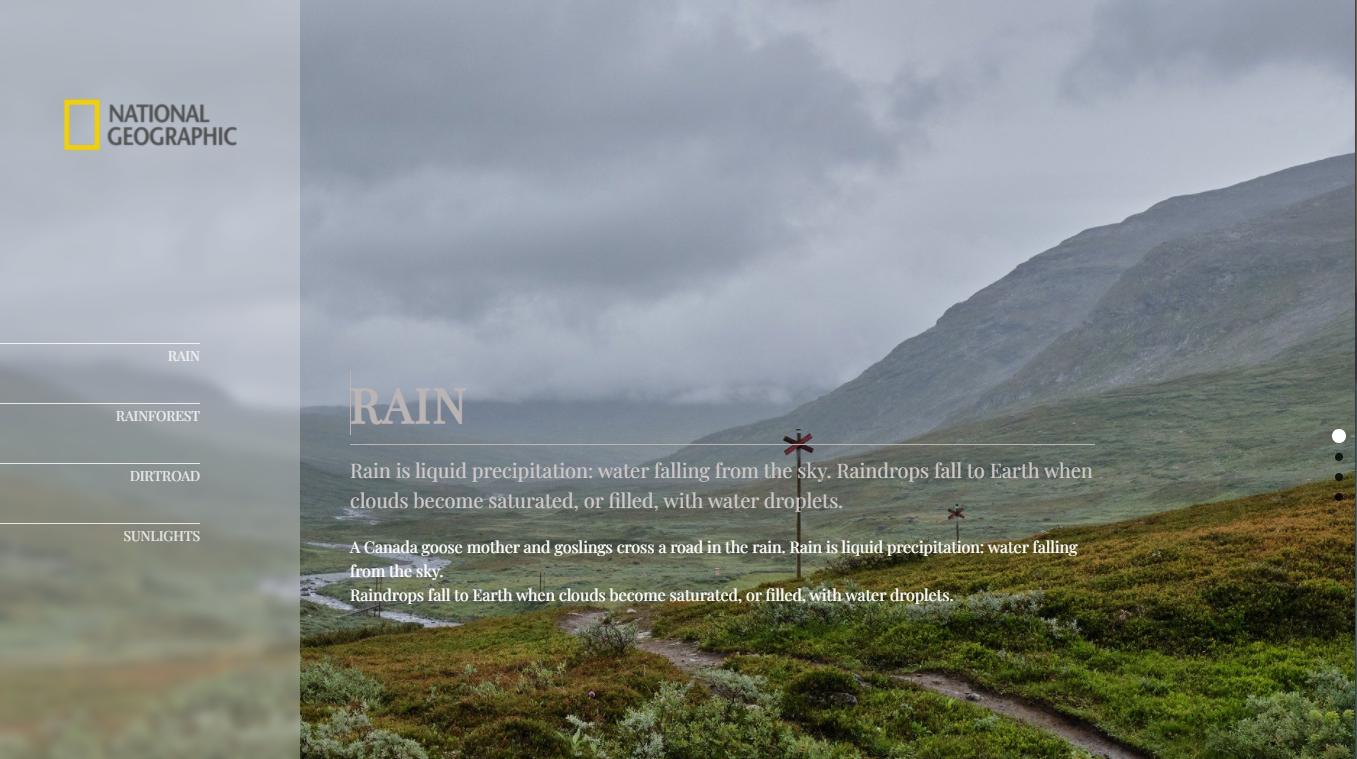 NATIONAL
GEOGRAPHIC
RAIN
RAINFOREST
DIRTROAD
SUNLIGHTS
RAIN
Rain is liquid precipitation: water falling from the sky. Raindrops fall to Earth when
clouds become saturated, or filled, with water droplets.
A Canada goose mother and goslings cross a road in the rain. Rain is liquid precipitation: water falling
from the sky.
Raindrops fall to Earth when clouds become saturated, or filled, with water droplets.